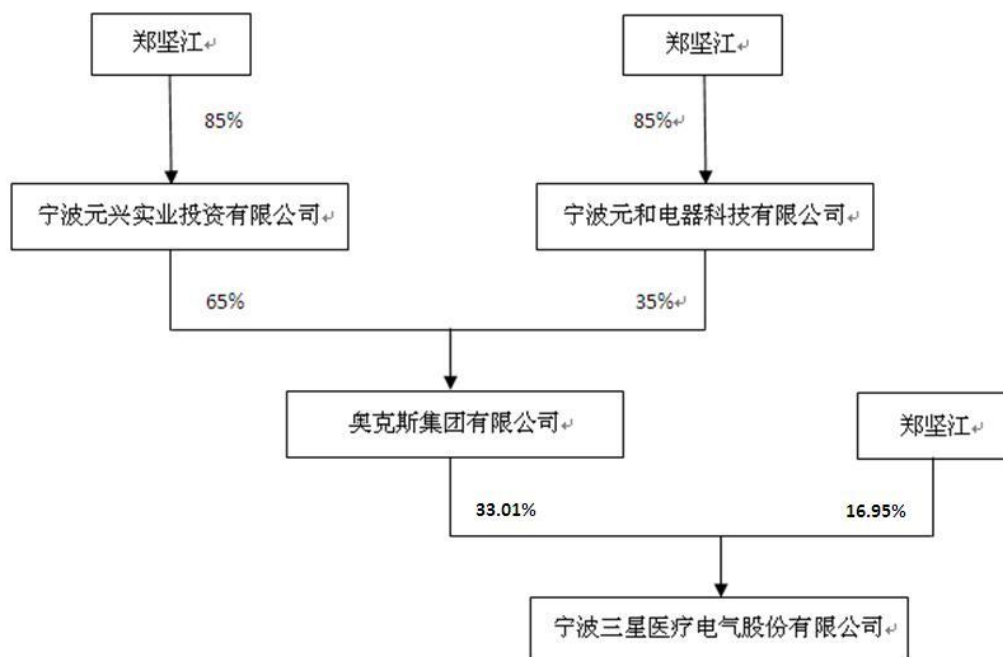 郑坚江↵
郑坚江↵
85%
85%↵
宁波元兴实业投资有限公司↵
宁波元和电器科技有限公司↵
65%
35%↵
奥克斯集团有限公司↵
郑坚江↵
33.01%
16.95%
宁波三星医疗电气股份有限公司↵